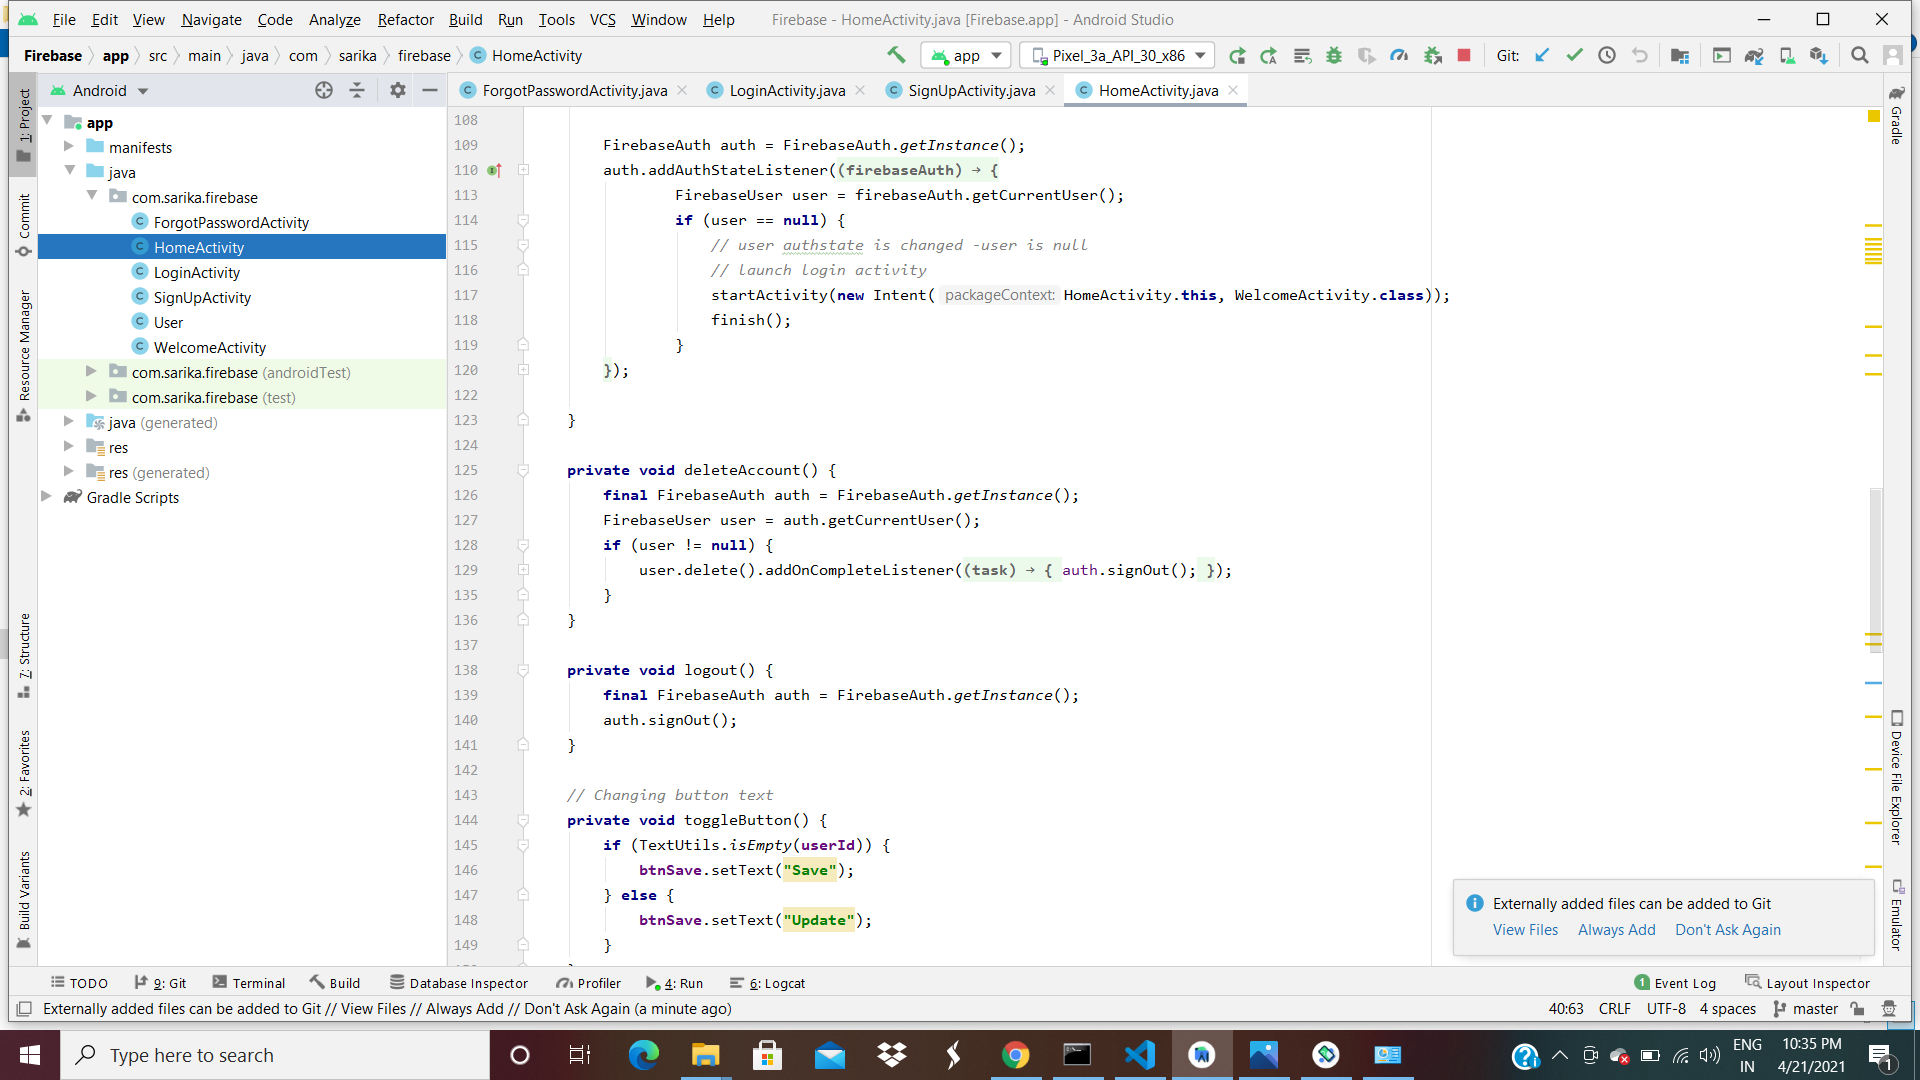 File Edit View Navigate Code Analyze Refactor Build Run Tools VCS Window Help Firebase - HomeActivity.java [Firebase.app] - Android Studio
Firebase app src main java com sarika firebase HomeActivity app Pixel_3a_API_30_x86 Git:
Android ForgotPasswordActivity.java LoginActivity.java SignUpActivity.java HomeActivity.java
1: Project
Commit
Resource Manager
7: Structure
2: Favorites
Build Variants
app
manifests
java
com.sarika.firebase
ForgotPasswordActivity
HomeActivity
LoginActivity
SignUpActivity
User
WelcomeActivity
com.sarika.firebase (androidTest)
com.sarika.firebase (test)
java (generated)
res
res (generated)
Gradle Scripts
108
109 FirebaseAuth auth = FirebaseAuth.getInstance();
110 auth.addAuthStateListener((firebaseAuth) → {
113 FirebaseUser user = firebaseAuth.getCurrentUser();
114 if (user == null) {
115 // user authstate is changed -user is null
116 // launch login activity
117 startActivity(new Intent( packageContext: HomeActivity.this, WelcomeActivity.class));
118 finish();
119 }
120 });
122
123 }
124
125 private void deleteAccount() {
126 final FirebaseAuth auth = FirebaseAuth.getInstance();
127 FirebaseUser user = auth.getCurrentUser();
128 if (user != null) {
129 user.delete().addOnCompleteListener((task) → { auth.signOut(); });
135 }
136 }
137
138 private void logout() {
139 final FirebaseAuth auth = FirebaseAuth.getInstance();
140 auth.signOut();
141 }
142
143 // Changing button text
144 private void toggleButton() {
145 if (TextUtils.isEmpty(userId)) {
146 btnSave.setText("Save");
147 } else {
148 btnSave.setText("Update");
149 }
Gradle
Device File Explorer
Emulator
Externally added files can be added to Git
View Files Always Add Don't Ask Again
TODO 9: Git Terminal Build Database Inspector Profiler 4: Run 6: Logcat 1 Event Log Layout Inspector
Externally added files can be added to Git // View Files // Always Add // Don't Ask Again (a minute ago) 40:63 CRLF UTF-8 4 spaces master
Type here to search
ENG
IN
10:35 PM
4/21/2021
1